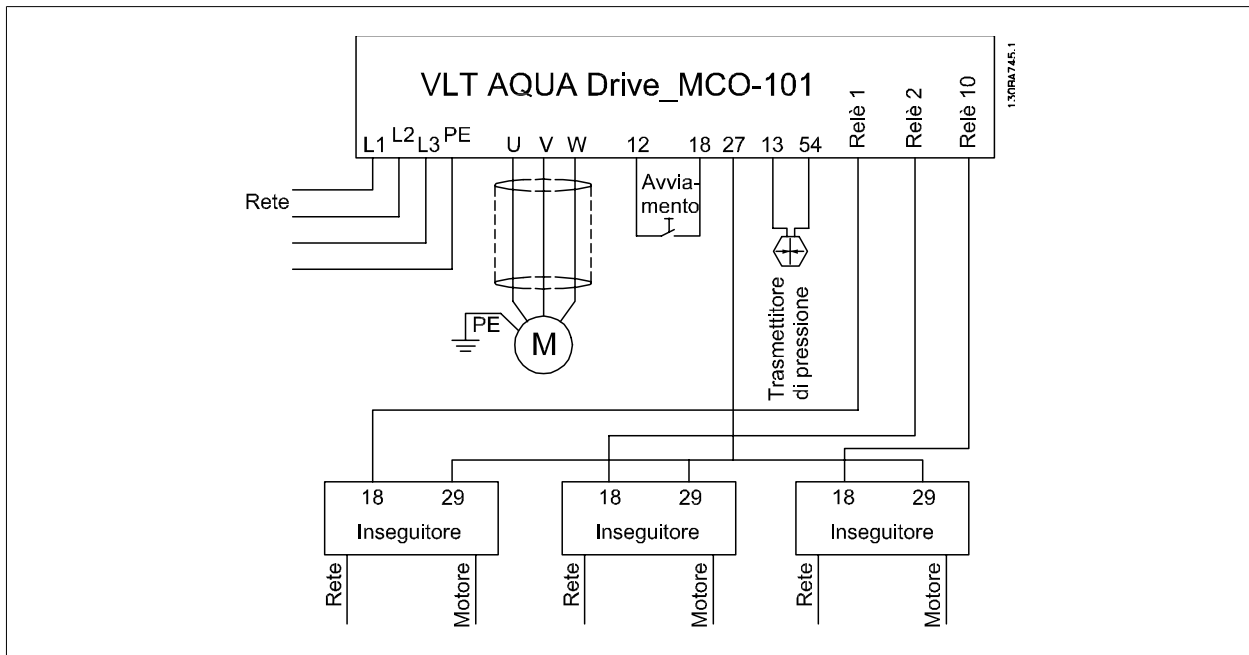 130BA745.1
VLT AQUA Drive_MCO-101
L1 L2 L3 PE U V W 12 18 27 13 54 Relè 1 Relè 2 Relè 10
Rete
Avvia-
mento
Trasmettitore
di pressione
PE
M
18 29
Inseguitore
Rete Motore
18 29
Inseguitore
Rete Motore
18 29
Inseguitore
Rete Motore